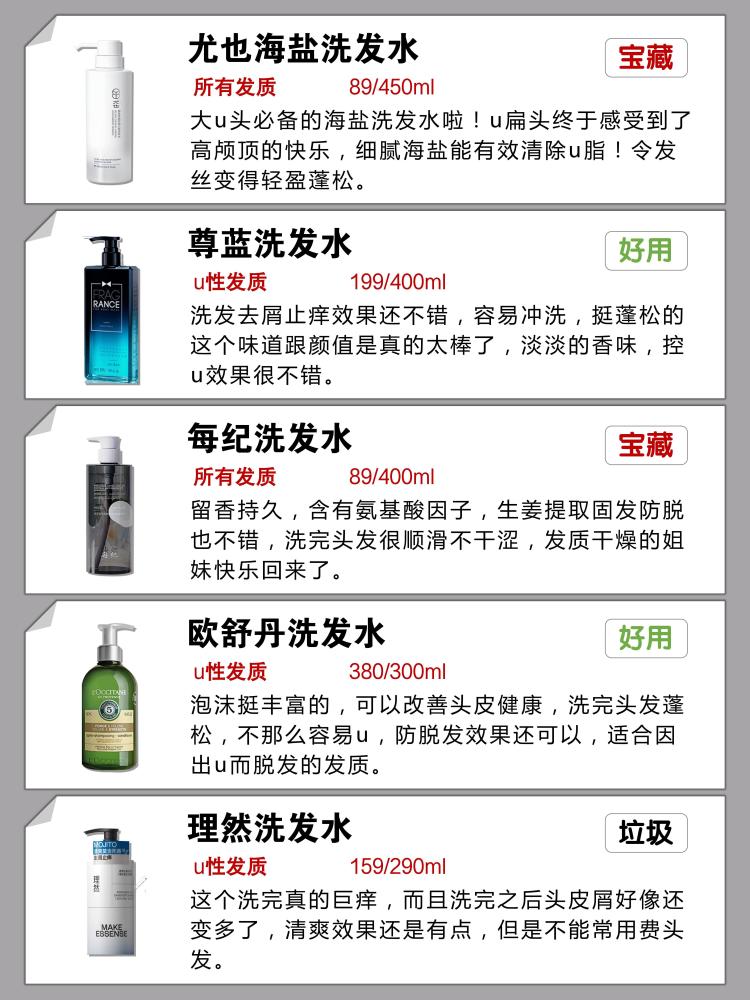 尤也海盐洗发水
宝藏
所有发质 89/450ml
大u头必备的海盐洗发水啦！u扁头终于感受到了
高颅顶的快乐，细腻海盐能有效清除u脂！令发
丝变得轻盈蓬松。
尊蓝洗发水
好用
u性发质 199/400ml
FRAG
RANCE
洗发去屑止痒效果还不错，容易冲洗，挺蓬松的
这个味道跟颜值是真的太棒了，淡淡的香味，控
u效果很不错。
每纪洗发水
宝藏
所有发质 89/400ml
留香持久，含有氨基酸因子，生姜提取固发防脱
也不错，洗完头发很顺滑不干涩，发质干燥的姐
妹快乐回来了。
欧舒丹洗发水
好用
u性发质 380/300ml
L'OCCITANE
泡沫挺丰富的，可以改善头皮健康，洗完头发蓬
松，不那么容易u，防脱发效果还可以，适合因
出u而脱发的发质。
理然洗发水
垃圾
u性发质 159/290ml
MOJITO
理然
MAKE
ESSENSE
这个洗完真的巨痒，而且洗完之后头皮屑好像还
变多了，清爽效果还是有点，但是不能常用费头
发。